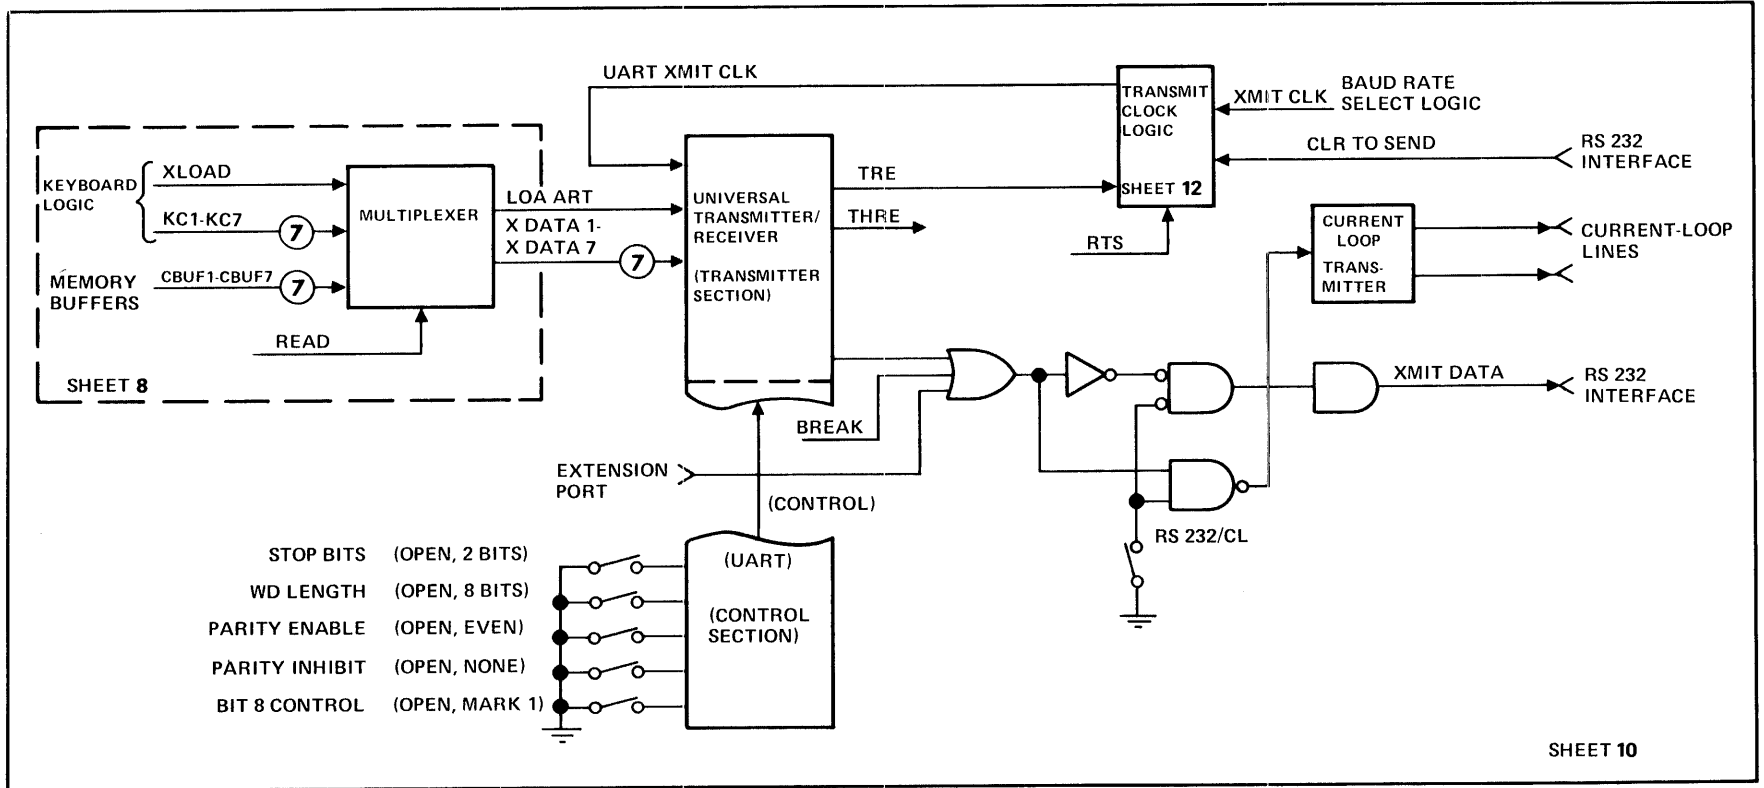 UART XMIT CLK
TRANSMIT
CLOCK
LOGIC
SHEET 12
XMIT CLK
BAUD RATE
SELECT LOGIC
CLR TO SEND
RS 232
INTERFACE
KEYBOARD
LOGIC
XLOAD
KC1-KC7
7
MEMORY
BUFFERS
CBUF1-CBUF7
7
READ
MULTIPLEXER
SHEET 8
LOA ART
X DATA 1-
X DATA 7
7
UNIVERSAL
TRANSMITTER/
RECEIVER
(TRANSMITTER
SECTION)
TRE
THRE
RTS
CURRENT
LOOP
TRANS-
MITTER
CURRENT-LOOP
LINES
BREAK
EXTENSION
PORT
(CONTROL)
XMIT DATA
RS 232
INTERFACE
RS 232/CL
STOP BITS (OPEN, 2 BITS)
WD LENGTH (OPEN, 8 BITS)
PARITY ENABLE (OPEN, EVEN)
PARITY INHIBIT (OPEN, NONE)
BIT 8 CONTROL (OPEN, MARK 1)
(UART)
(CONTROL
SECTION)
SHEET 10